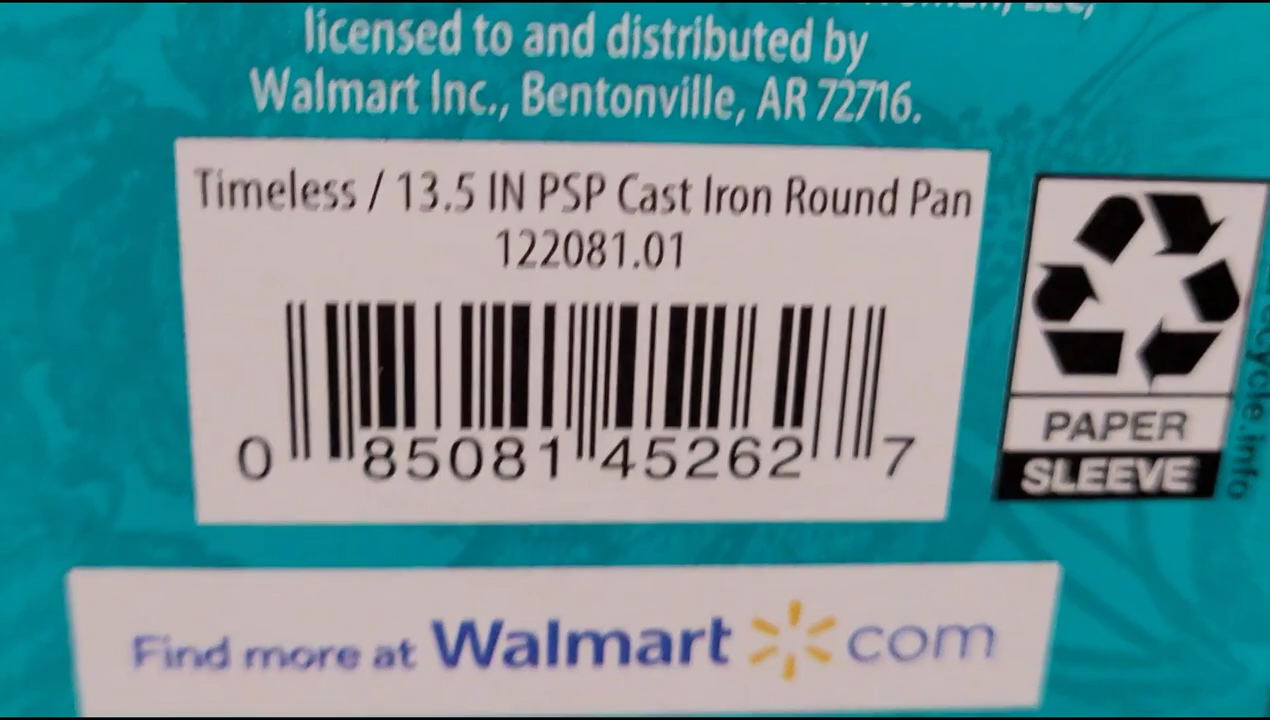 licensed to and distributed by
Walmart Inc., Bentonville, AR 72716.
Timeless / 13.5 IN PSP Cast Iron Round Pan
122081.01
0 85081 45262 7
PAPER
SLEEVE
Find more at Walmart com